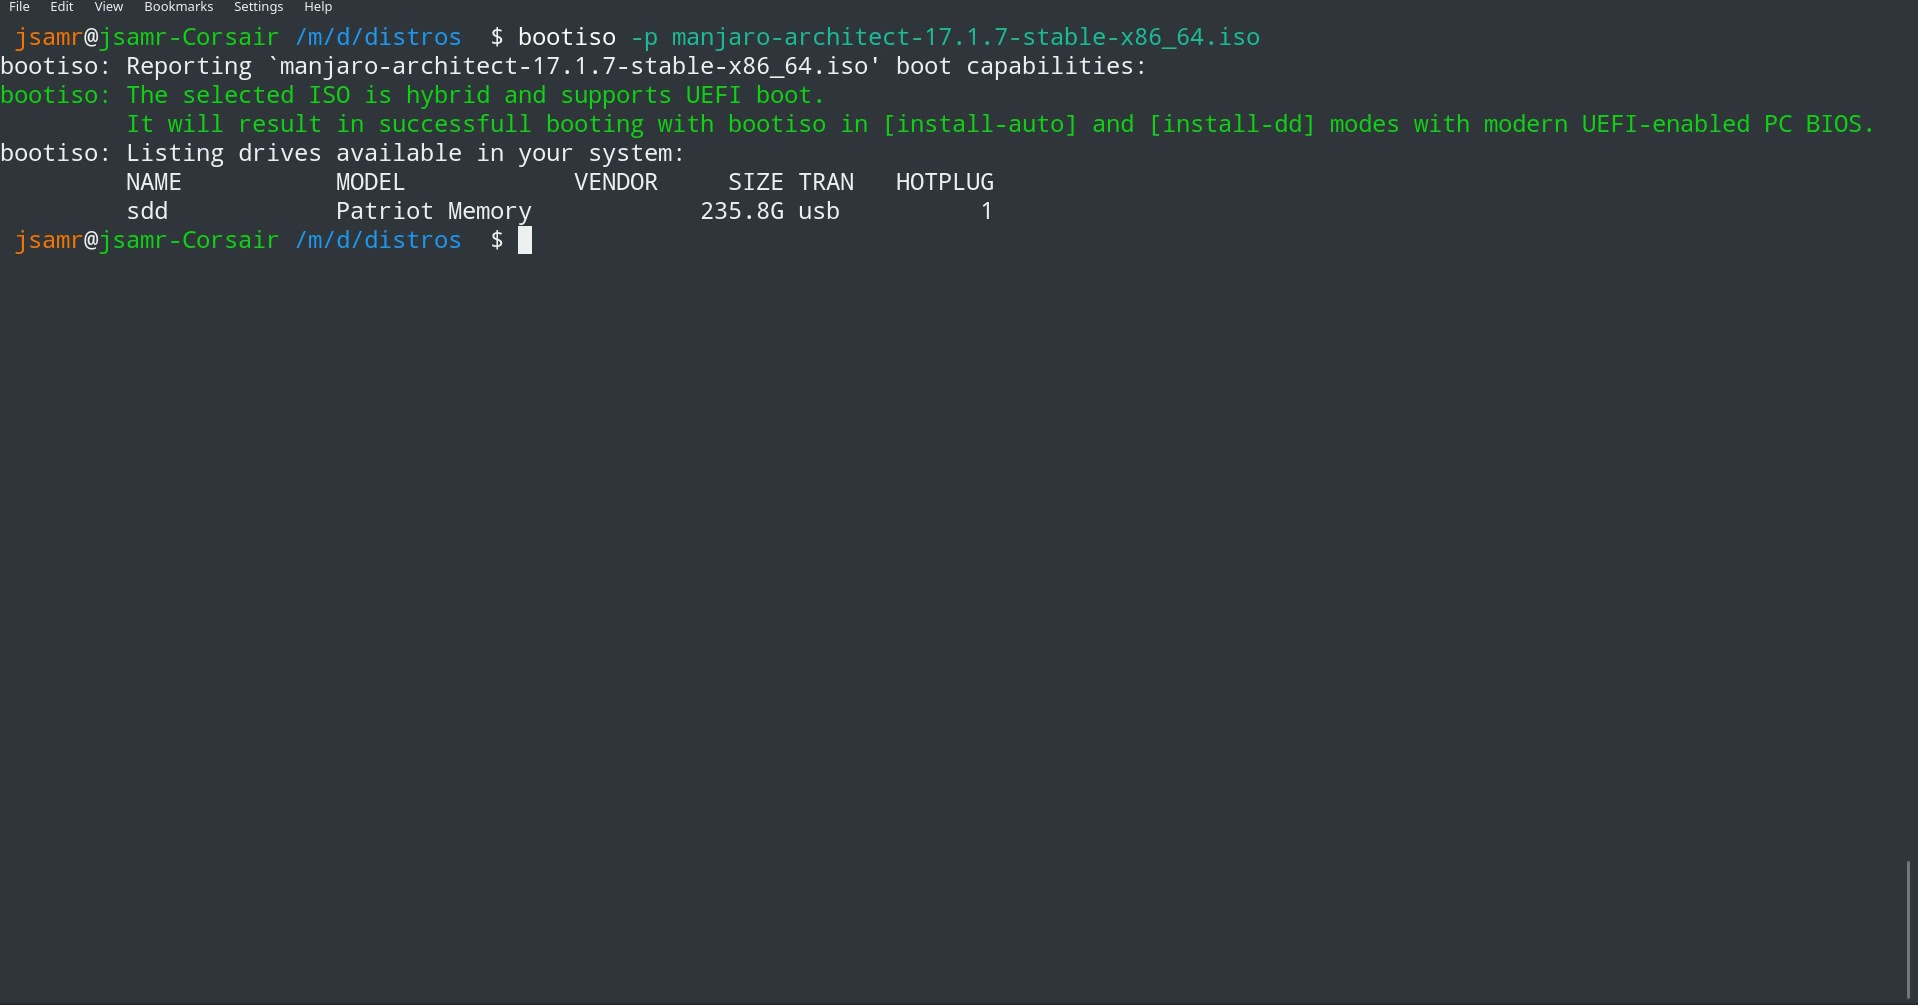 File Edit View Bookmarks Settings Help
jsamr@jsamr-Corsair /m/d/distros $ bootiso -p manjaro-architect-17.1.7-stable-x86_64.iso
bootiso: Reporting `manjaro-architect-17.1.7-stable-x86_64.iso' boot capabilities:
bootiso: The selected ISO is hybrid and supports UEFI boot.
It will result in successfull booting with bootiso in [install-auto] and [install-dd] modes with modern UEFI-enabled PC BIOS.
bootiso: Listing drives available in your system:
NAME MODEL VENDOR SIZE TRAN HOTPLUG
sdd Patriot Memory 235.8G usb 1
jsamr@jsamr-Corsair /m/d/distros $